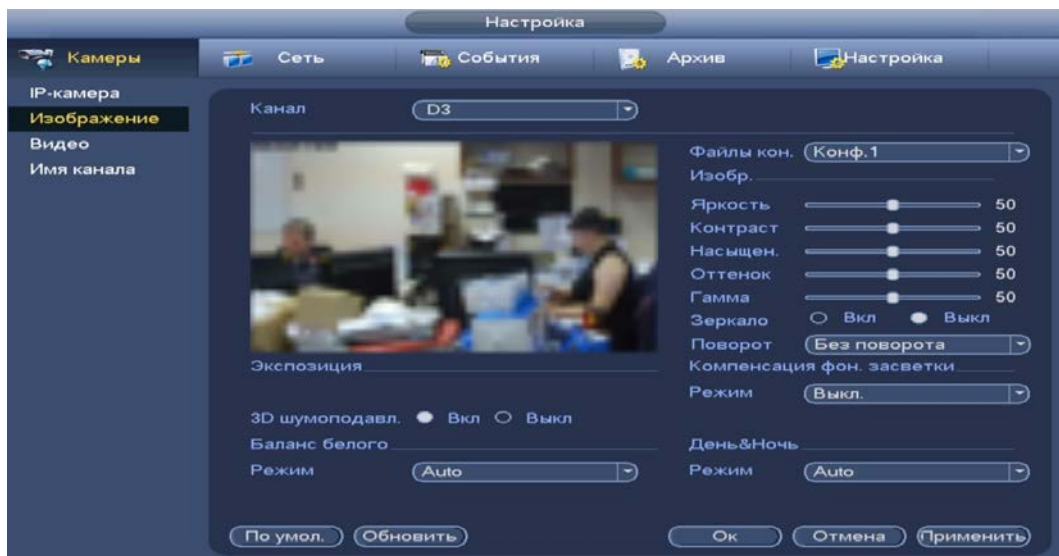 Настройка
Камеры Сеть События Архив Настройка
IP-камера
Изображение
Видео
Имя канала
Канал D3
Файлы кон. Конф.1
Изобр.
Яркость 50
Контраст 50
Насыщен. 50
Оттенок 50
Гамма 50
Зеркало Вкл Выкл
Поворот Без поворота
Экспозиция Компенсация фон. засветки
Режим Выкл.
3D шумоподавл. Вкл Выкл
Баланс белого День&Ночь
Режим Auto Режим Auto
По умол. Обновить Ок Отмена Применить